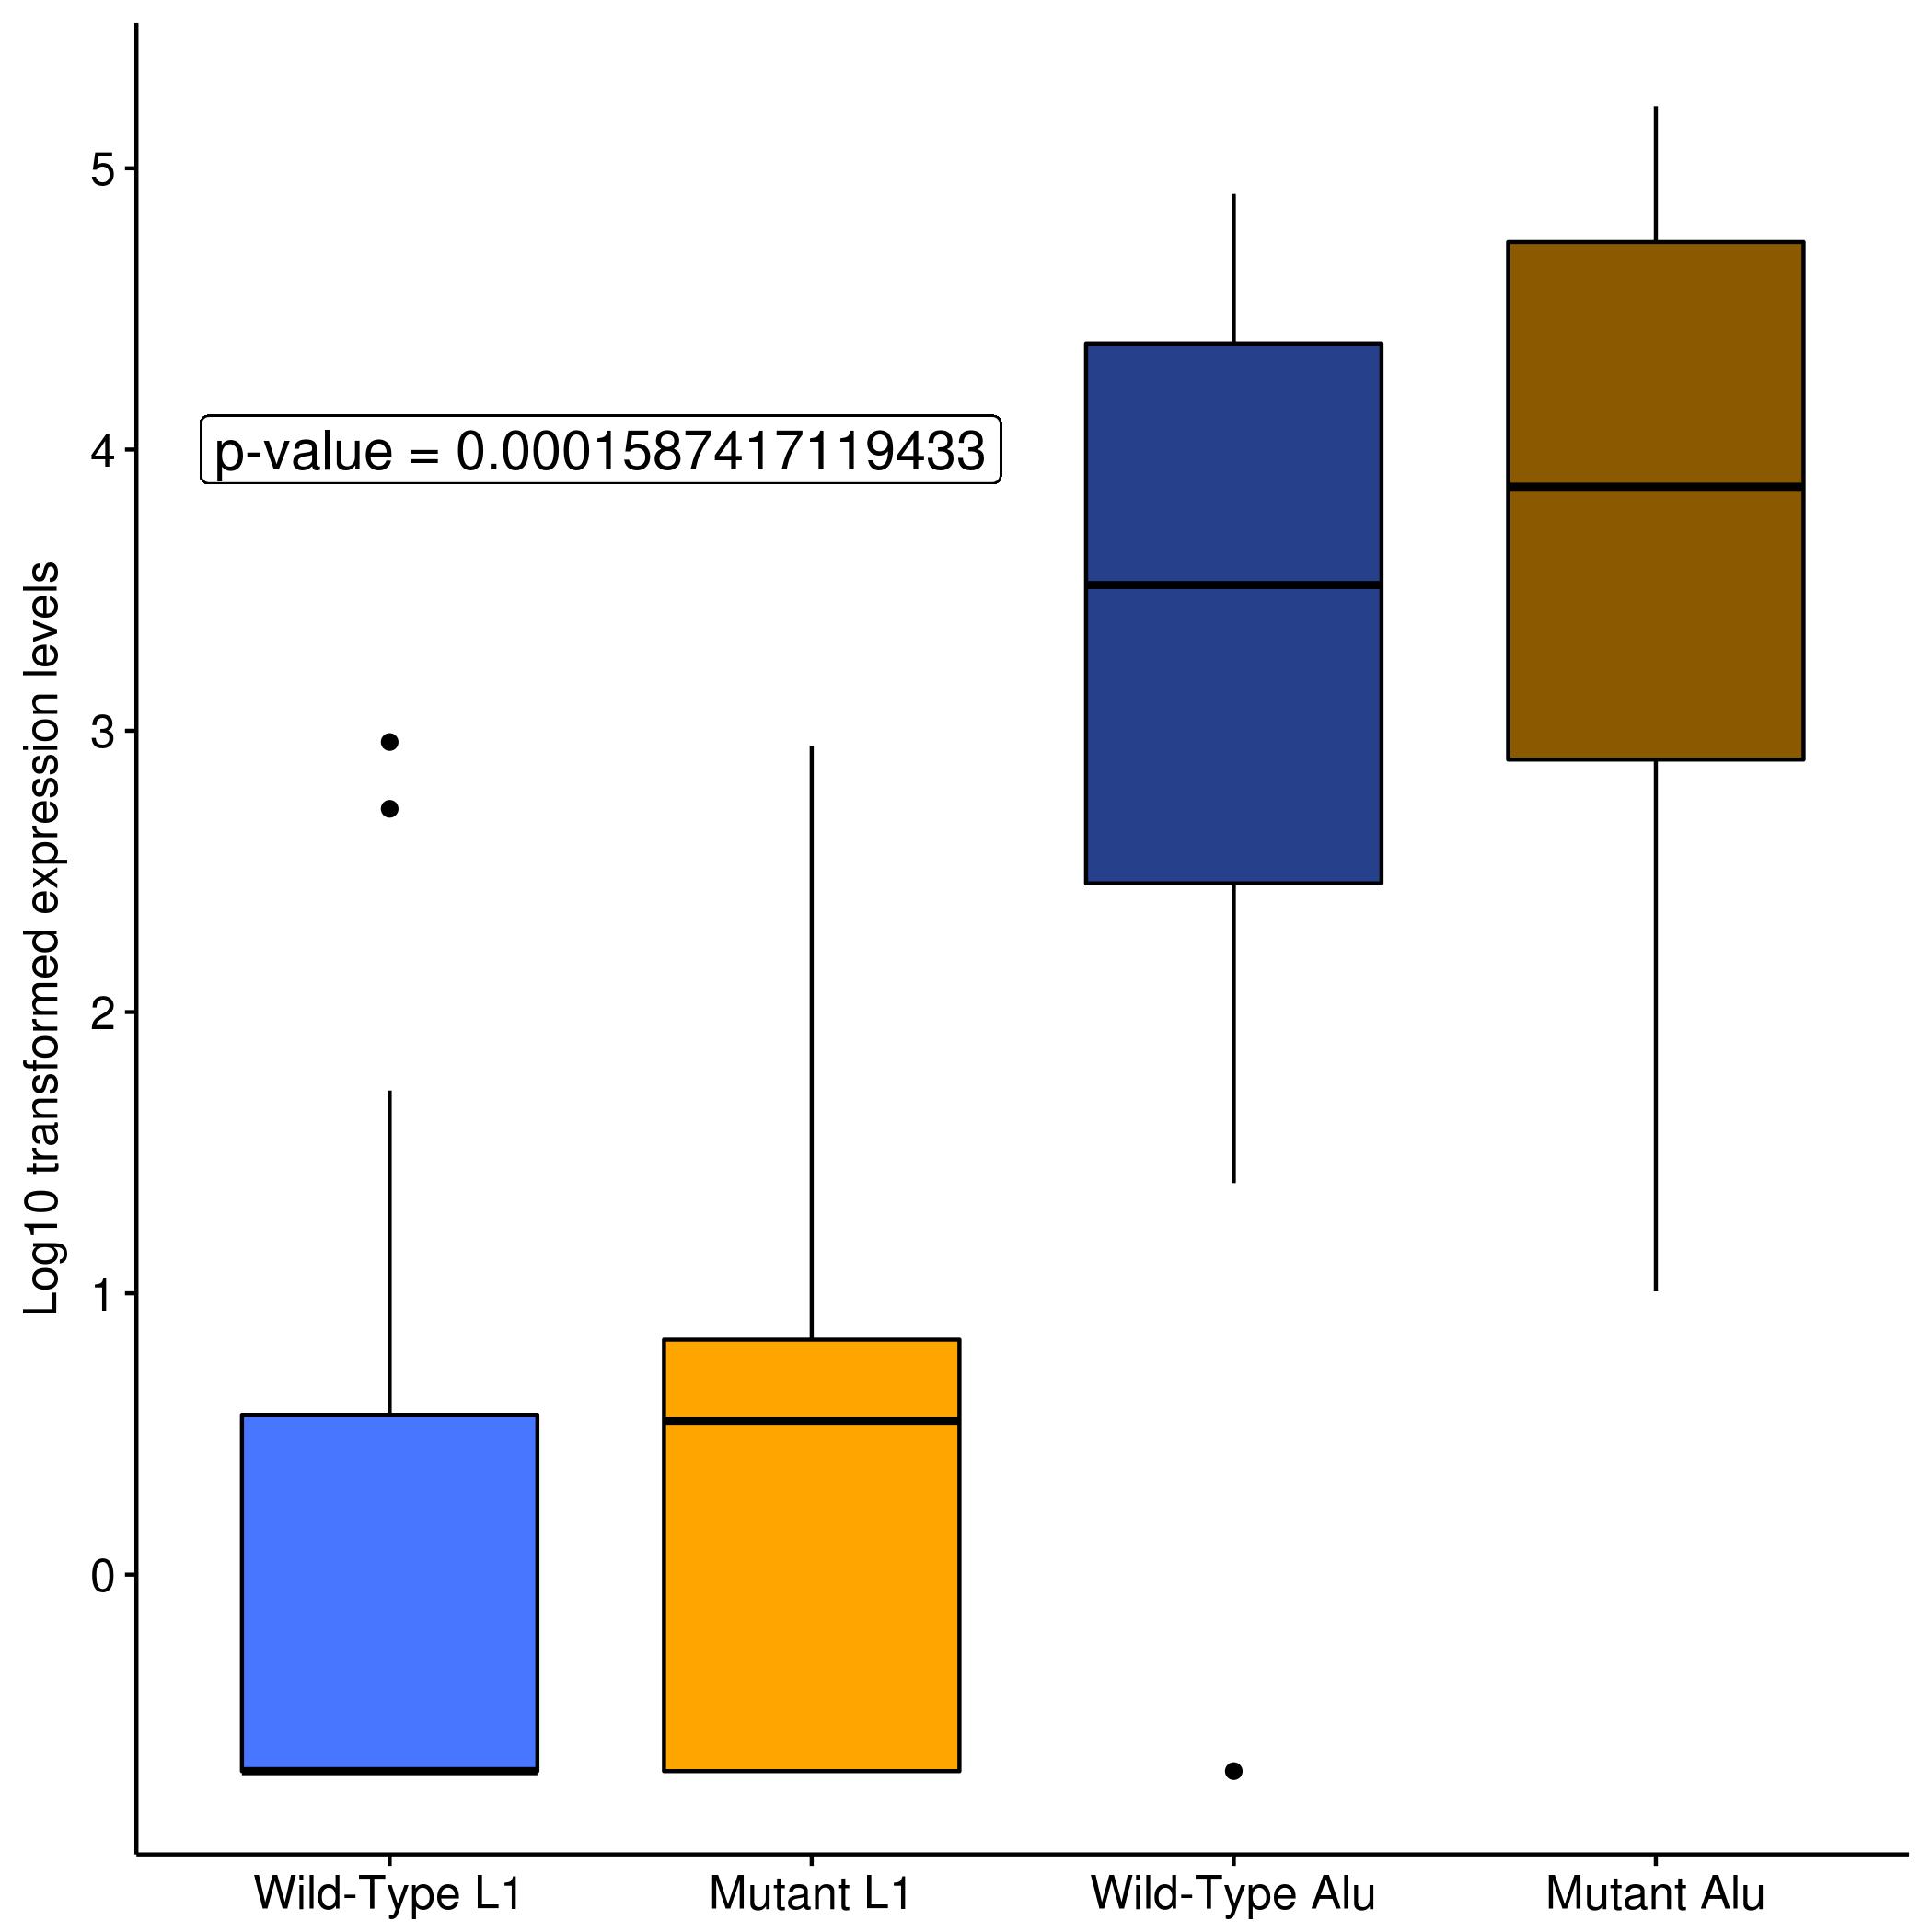 Log10 transformed expression levels
5
4
3
2
1
0
p-value = 0.000158741711943​3
Wild-Type L1
Mutant L1
Wild-Type Alu
Mutant Alu